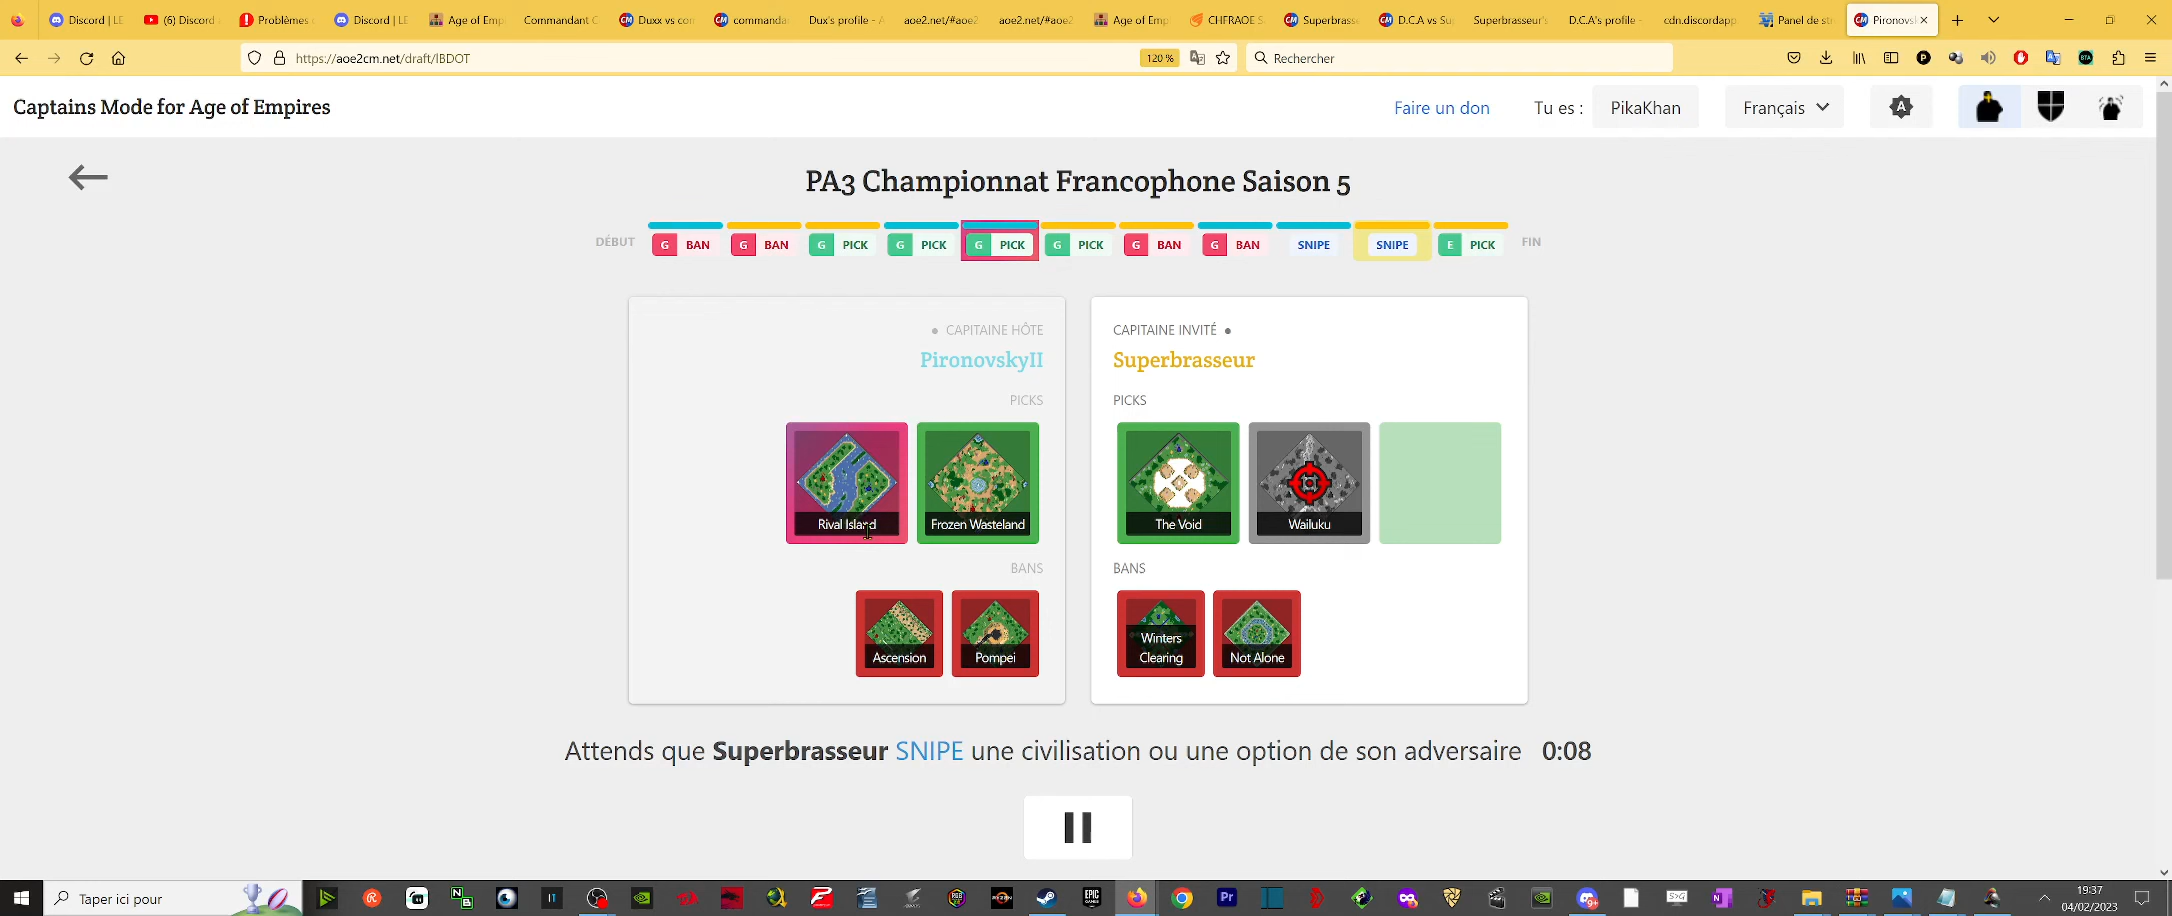 Discord | LE
(6) Discord
Problèmes
Discord | LE
Age of Emp
Commandant C
Duxx vs con
commanda
Dux's profile - A
aoe2.net/#aoe2
aoe2.net/#aoe2
Age of Emp
CHFRAOE S
Superbrass
D.C.A vs Su
Superbrasseur's
D.C.A's profile -
cdn.discordapp
Panel de str
Pironovsk
https://aoe2cm.net/draft/IBDOT
120 %
Rechercher
Captains Mode for Age of Empires
Faire un don
Tu es :
PikaKhan
Français
PA3 Championnat Francophone Saison 5
DÉBUT
G BAN
G BAN
G PICK
G PICK
G PICK
G PICK
G BAN
G BAN
SNIPE
SNIPE
E PICK
FIN
CAPITAINE HÔTE
PironovskyII
PICKS
Rival Island
Frozen Wasteland
BANS
Ascension
Pompei
CAPITAINE INVITÉ
Superbrasseur
PICKS
The Void
Wailuku
BANS
Winters
Clearing
Not Alone
Attends que Superbrasseur SNIPE une civilisation ou une option de son adversaire 0:08
Taper ici pour
19:37
04/02/2023